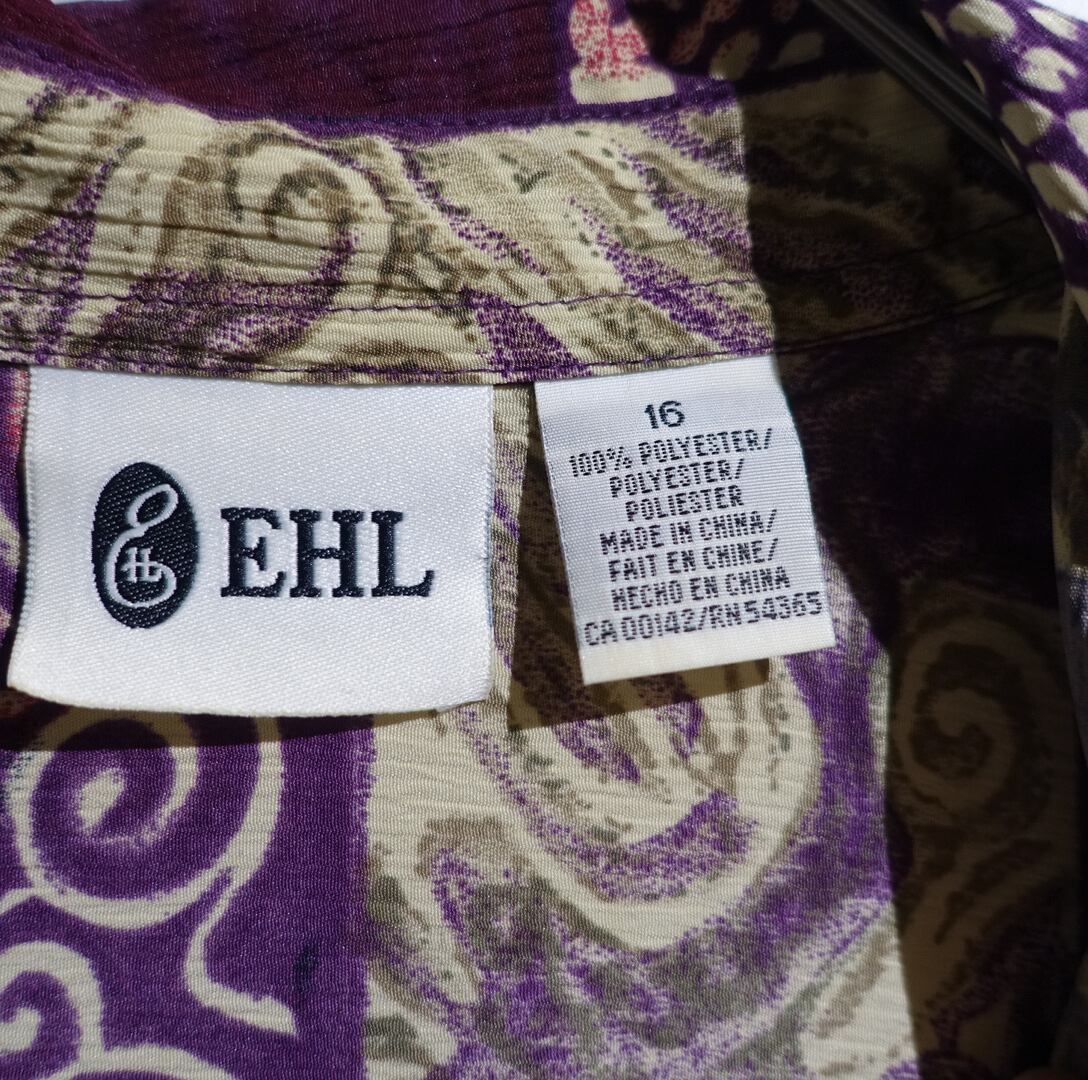 EHL
16
100% POLYESTER/
POLYESTER/
POLIESTER
MADE IN CHINA/
FAIT EN CHINE/
HECHO EN CHINA
CA 00142/RN 54365